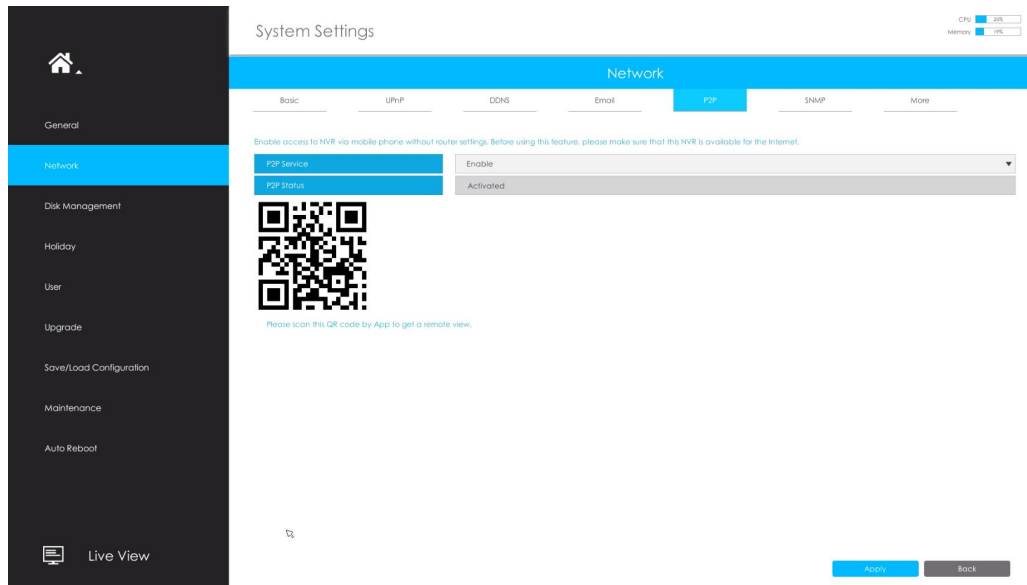 System Settings
CPU 25%
Memory 19%
Network
Basic UPnP DDNS Email P2P SNMP More
General
Network
Disk Management
Holiday
User
Upgrade
Save/Load Configuration
Maintenance
Auto Reboot
Live View
Enable access to NVR via mobile phone without router settings. Before using this feature, please make sure that this NVR is available for the Internet.
P2P Service Enable
P2P Status Activated
Please scan this QR code by App to get a remote view.
Apply Back